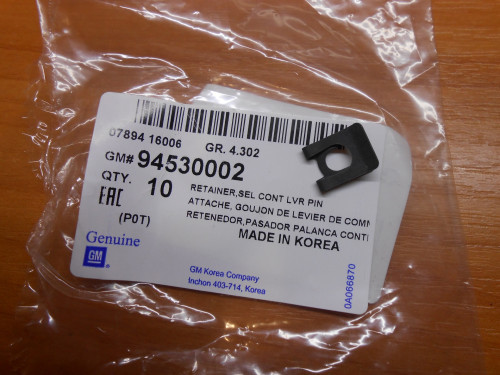 07894 16006 GR. 4.302
GM# 94530002
QTY. 10
RETAINER,SEL CONT LVR PIN
ATTACHE, GOUJON DE LEVIER DE COMM
RETENEDOR,PASADOR PALANCA CONT
EAC
(P0T)
MADE IN KOREA
Genuine
GM
GM Korea Company
Inchon 403-714, Korea
0A066870